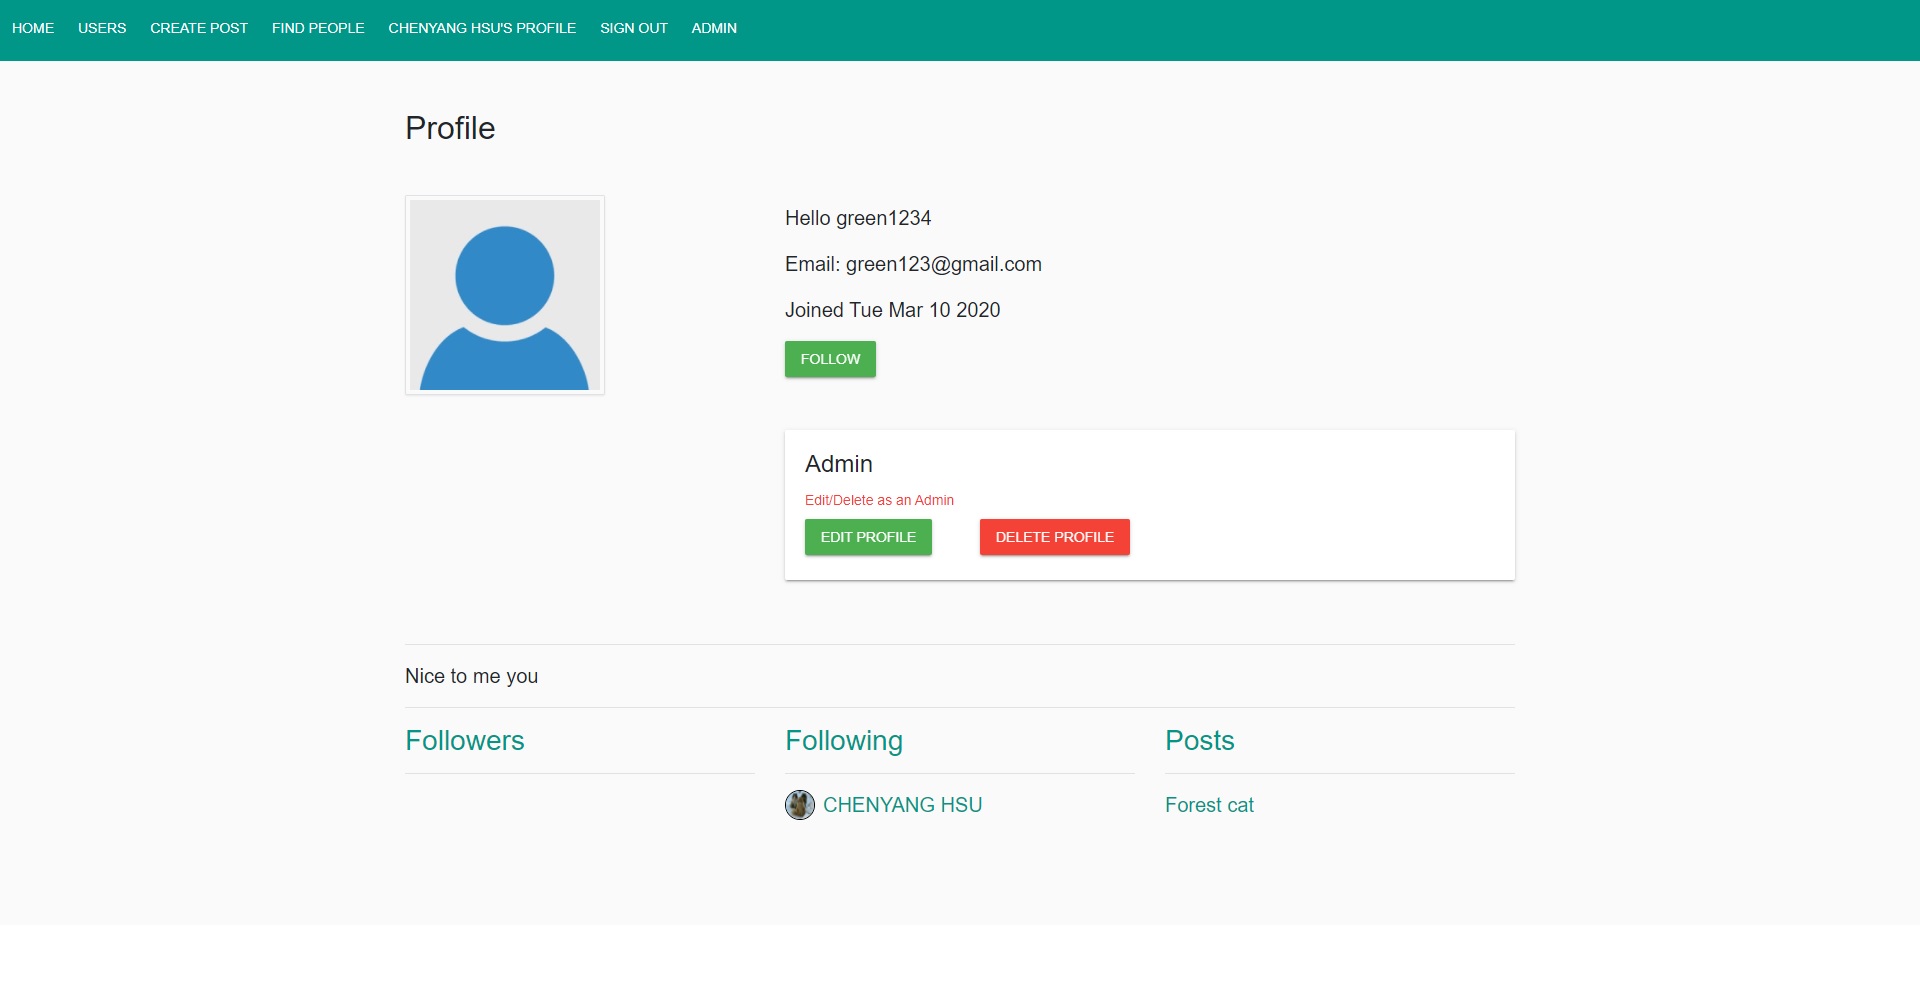 HOME USERS CREATE POST FIND PEOPLE CHENYANG HSU'S PROFILE SIGN OUT ADMIN
Profile
Hello green1234
Email: green123@gmail.com
Joined Tue Mar 10 2020
FOLLOW
Admin
Edit/Delete as an Admin
EDIT PROFILE DELETE PROFILE
Nice to me you
Followers Following Posts
CHENYANG HSU Forest cat